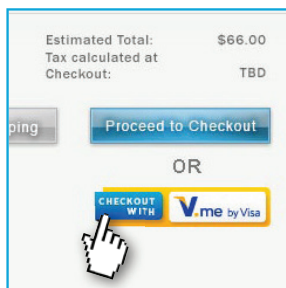 Estimated Total: $66.00
Tax calculated at
Checkout: TBD
ping Proceed to Checkout
OR
CHECKOUT
WITH V.me by Visa